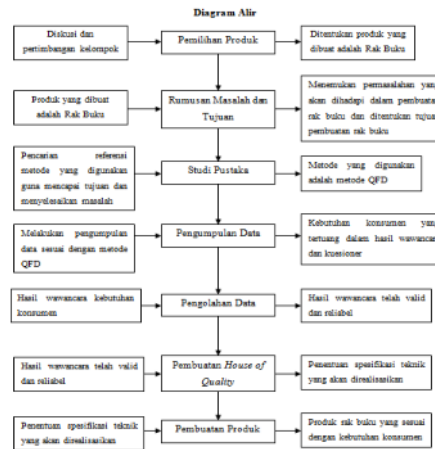 Diagram Alir
Diskusi dan
pertimbangan kelompok
Pemilihan Produk
Ditentukan produk yang
dibuat adalah Rak Buku
Produk yang dibuat
adalah Rak Buku
Rumusan Masalah dan
Tujuan
Menemukan permasalahan yan
akan dihadapi dalam pembuata
rak buku dan ditentukan tujua
pembuatan rak buku
Pencarian referensi
metode yang digunakan
guna mencapai tujuan dan
menyelesaikan masalah
Studi Pustaka
Metode yang digunakan
adalah metode QFD
Melakukan pengumpulan
data sesuai dengan metode
QFD
Pengumpulan Data
Kebutuhan konsumen yan
tertuang dalam hasil wawanca
dan kuesioner
Hasil wawancara kebutuhan
konsumen
Pengolahan Data
Hasil wawancara telah valid
dan reliabel
Hasil wawancara telah valid
dan reliabel
Pembuatan House of
Quality
Penentuan spesifikasi teknik
yang akan direalisasikan
Penentuan spesifikasi teknik
yang akan direalisasikan
Pembuatan Produk
Produk rak buku yang sesuai
dengan kebutuhan konsumen